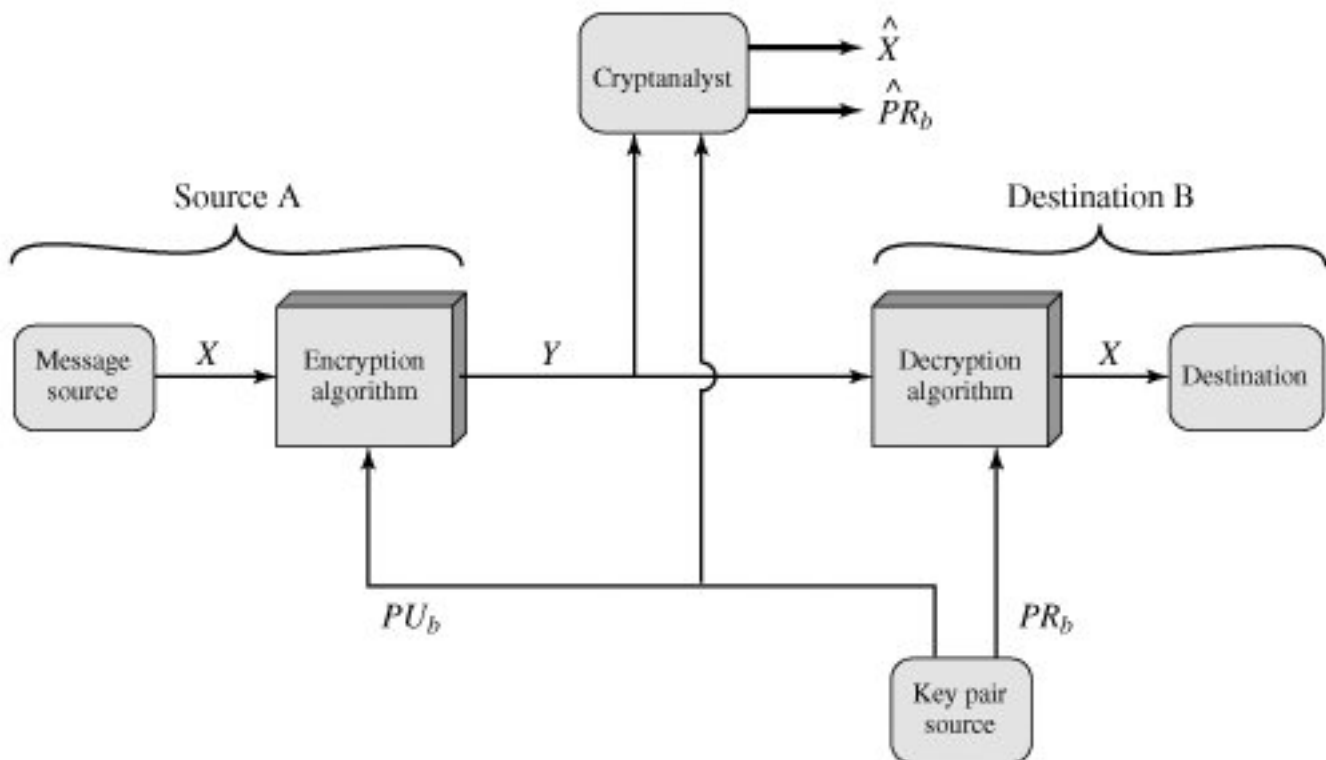 X̂
Cryptanalyst
P̂R_b
Source A
Destination B
Message
source
X
Encryption
algorithm
Y
Decryption
algorithm
X
Destination
PU_b
PR_b
Key pair
source